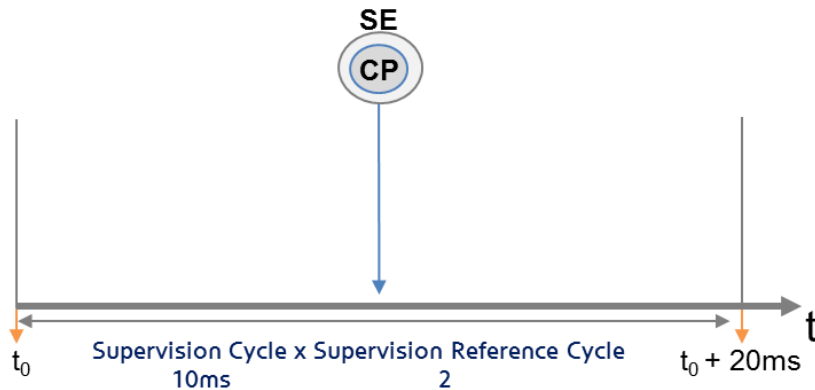 SE
CP
t
t0
Supervision Cycle x Supervision Reference Cycle
t0 + 20ms
10ms
2